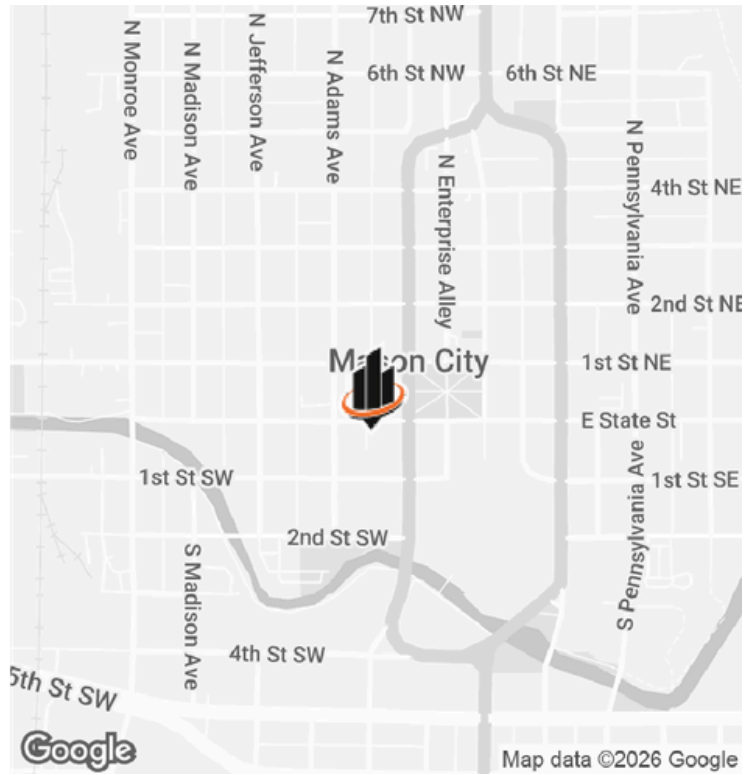 7th St NW
N Monroe Ave
N Madison Ave
N Jefferson Ave
N Adams Ave
6th St NW
6th St NE
N Pennsylvania Ave
N Enterprise Alley
4th St NE
2nd St NE
Mason City
1st St NE
E State St
1st St SW
1st St SE
S Pennsylvania Ave
2nd St SW
S Madison Ave
4th St SW
5th St SW
Google
Map data ©2026 Google